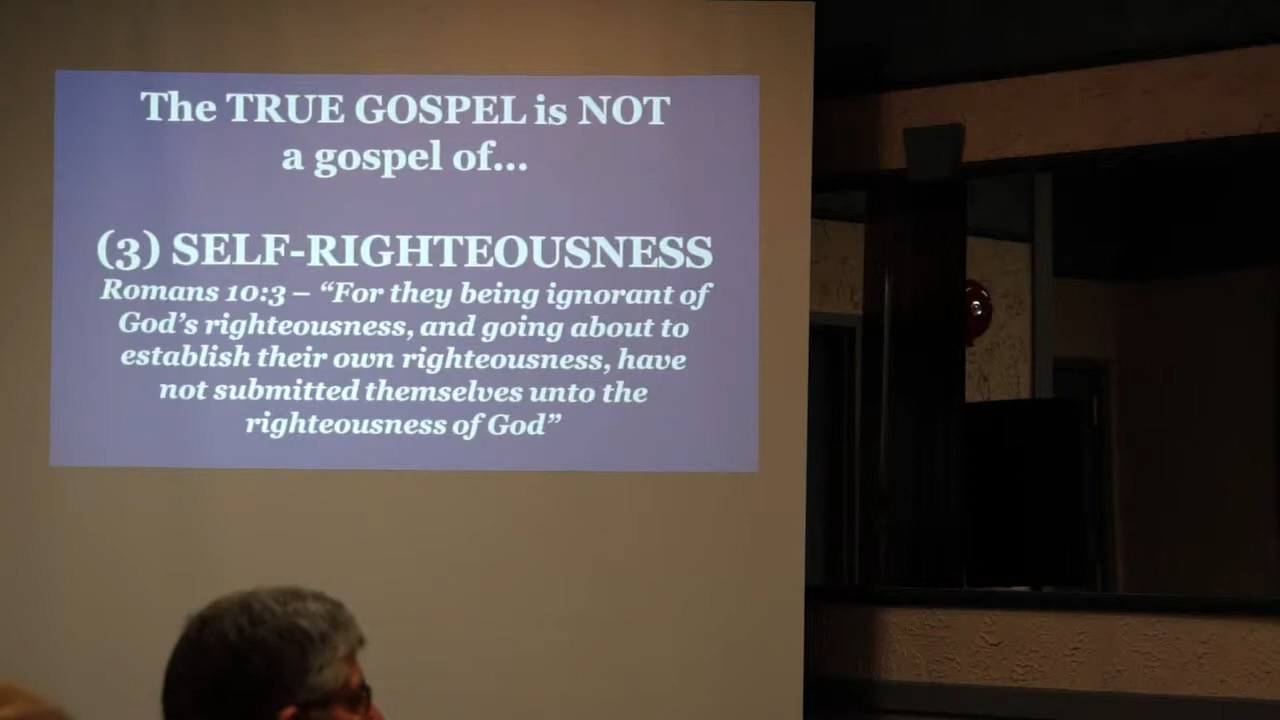 The TRUE GOSPEL is NOT
a gospel of...
(3) SELF-RIGHTEOUSNESS
Romans 10:3 – “For they being ignorant of
God’s righteousness, and going about to
establish their own righteousness, have
not submitted themselves unto the
righteousness of God”